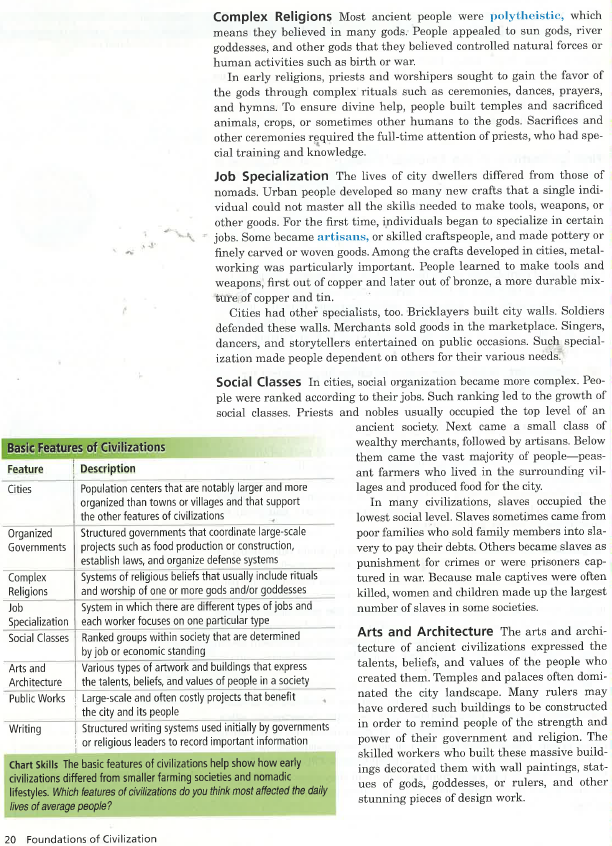 Complex Religions Most ancient people were polytheistic, which
means they believed in many gods. People appealed to sun gods, river
goddesses, and other gods that they believed controlled natural forces or
human activities such as birth or war.
In early religions, priests and worshipers sought to gain the favor of
the gods through complex rituals such as ceremonies, dances, prayers,
and hymns. To ensure divine help, people built temples and sacrificed
animals, crops, or sometimes other humans to the gods. Sacrifices and
other ceremonies required the full-time attention of priests, who had spe-
cial training and knowledge.
Job Specialization The lives of city dwellers differed from those of
nomads. Urban people developed so many new crafts that a single indi-
vidual could not master all the skills needed to make tools, weapons, or
other goods. For the first time, individuals began to specialize in certain
jobs. Some became artisans, or skilled craftspeople, and made pottery or
finely carved or woven goods. Among the crafts developed in cities, metal-
working was particularly important. People learned to make tools and
weapons, first out of copper and later out of bronze, a more durable mix-
ture of copper and tin.
Cities had other specialists, too. Bricklayers built city walls. Soldiers
defended these walls. Merchants sold goods in the marketplace. Singers,
dancers, and storytellers entertained on public occasions. Such special-
ization made people dependent on others for their various needs.
Social Classes In cities, social organization became more complex. Peo-
ple were ranked according to their jobs. Such ranking led to the growth of
social classes. Priests and nobles usually occupied the top level of an
ancient society. Next came a small class of
wealthy merchants, followed by artisans. Below
them came the vast majority of people—peas-
ant farmers who lived in the surrounding vil-
lages and produced food for the city.
In many civilizations, slaves occupied the
lowest social level. Slaves sometimes came from
poor families who sold family members into sla-
very to pay their debts. Others became slaves as
punishment for crimes or were prisoners cap-
tured in war. Because male captives were often
killed, women and children made up the largest
number of slaves in some societies.
Arts and Architecture The arts and archi-
tecture of ancient civilizations expressed the
talents, beliefs, and values of the people who
created them. Temples and palaces often domi-
nated the city landscape. Many rulers may
have ordered such buildings to be constructed
in order to remind people of the strength and
power of their government and religion. The
skilled workers who built these massive build-
ings decorated them with wall paintings, stat-
ues of gods, goddesses, or rulers, and other
stunning pieces of design work.
Basic Features of Civilizations
Feature Description
Cities Population centers that are notably larger and more
organized than towns or villages and that support
the other features of civilizations
Organized Structured governments that coordinate large-scale
Governments projects such as food production or construction,
establish laws, and organize defense systems
Complex Systems of religious beliefs that usually include rituals
Religions and worship of one or more gods and/or goddesses
Job System in which there are different types of jobs and
Specialization each worker focuses on one particular type
Social Classes Ranked groups within society that are determined
by job or economic standing
Arts and Various types of artwork and buildings that express
Architecture the talents, beliefs, and values of people in a society
Public Works Large-scale and often costly projects that benefit
the city and its people
Writing Structured writing systems used initially by governments
or religious leaders to record important information
Chart Skills The basic features of civilizations help show how early
civilizations differed from smaller farming societies and nomadic
lifestyles. Which features of civilizations do you think most affected the daily
lives of average people?
20 Foundations of Civilization